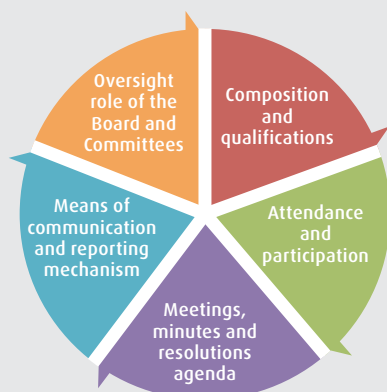 Oversight
role of the
Board and
Committees
Composition
and
qualifications
Attendance
and
participation
Meetings,
minutes and
resolutions
agenda
Means of
communication
and reporting
mechanism